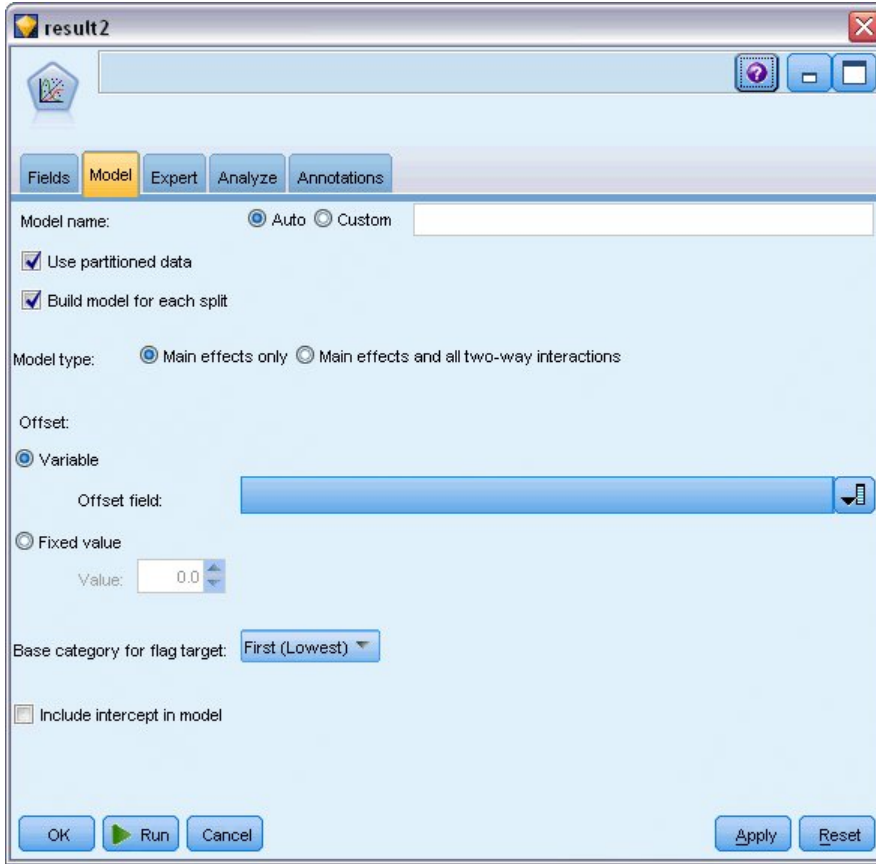 result2
Fields Model Expert Analyze Annotations
Model name: Auto Custom
Use partitioned data
Build model for each split
Model type: Main effects only Main effects and all two-way interactions
Offset:
Variable
Offset field:
Fixed value
Value: 0.0
Base category for flag target: First (Lowest)
Include intercept in model
OK Run Cancel Apply Reset